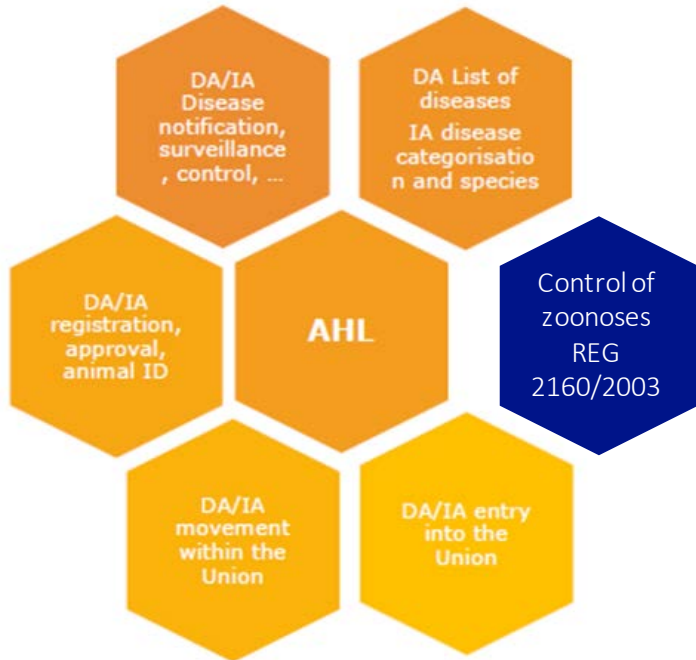 DA/IA
Disease
notification,
surveillance
, control, ...
DA List of
diseases
IA disease
categorisatio
n and species
DA/IA
registration,
approval,
animal ID
AHL
Control of
zoonoses
REG
2160/2003
DA/IA
movement
within the
Union
DA/IA entry
into the
Union